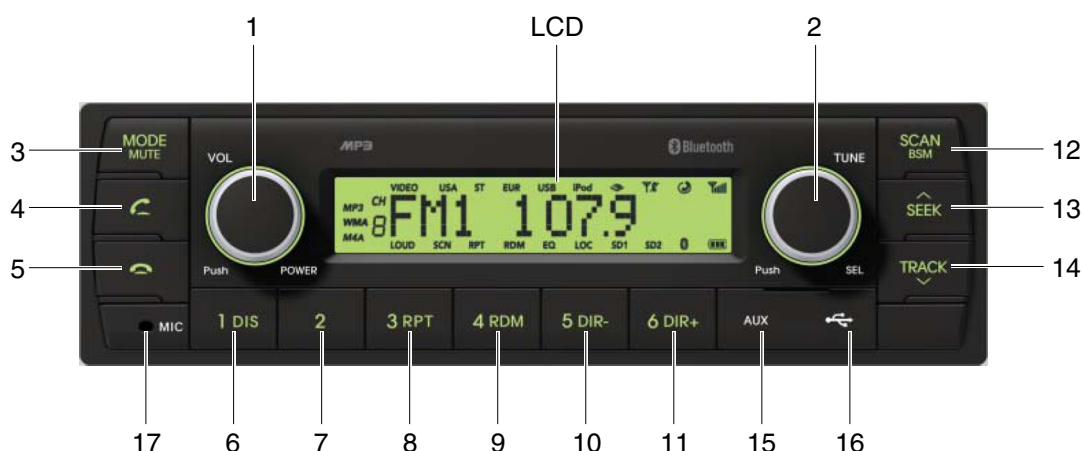 1 LCD 2
3 MODE MUTE VOL MP3 Bluetooth TUNE SCAN BSM 12
VIDEO USA ST EUR USB iPod
MP3 CH
4 WMA 8 FM1 107.9 SEEK 13
M4A
LOUD SCN RPT RDM EQ LOC SD1 SD2
5 Push POWER Push SEL TRACK 14
MIC 1 DIS 2 3 RPT 4 RDM 5 DIR- 6 DIR+ AUX
17 6 7 8 9 10 11 15 16